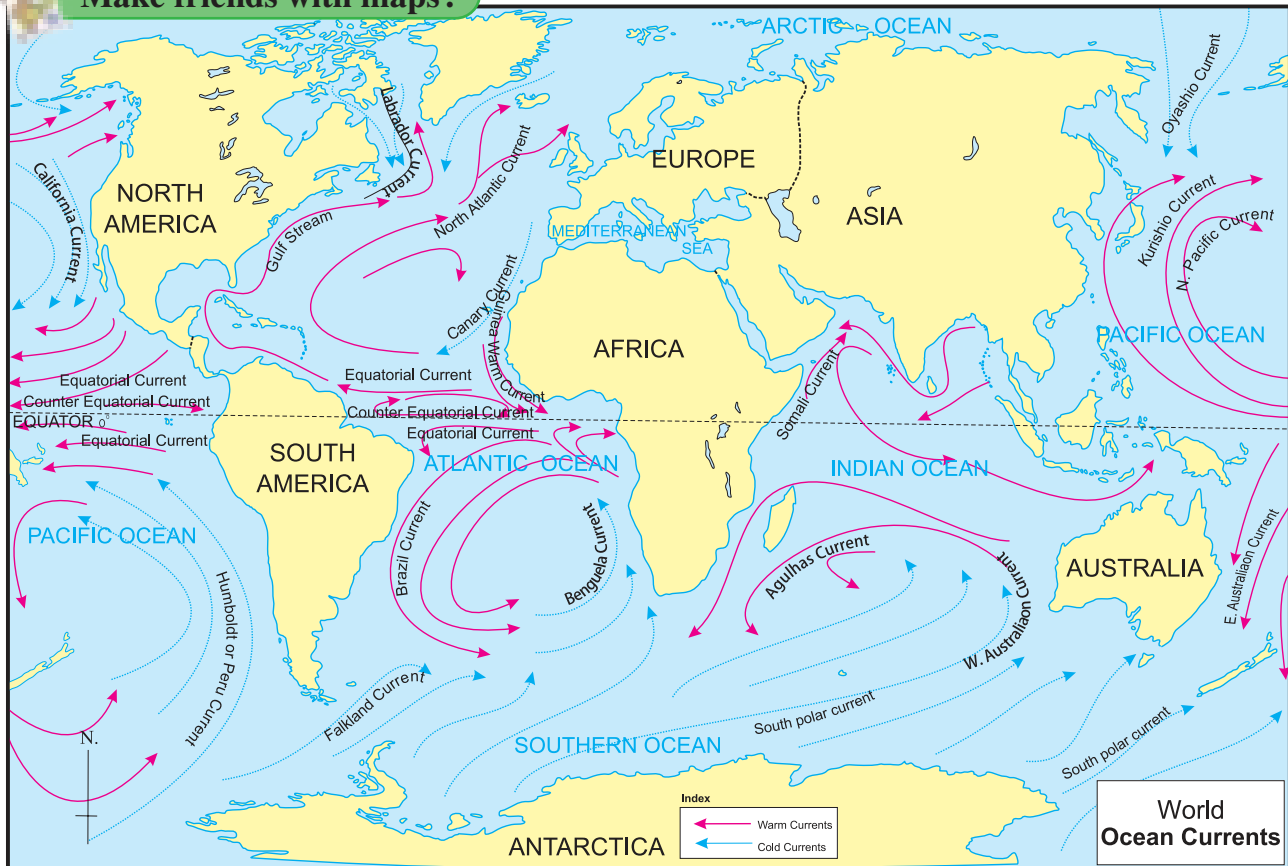 Make friends with maps!
ARCTIC OCEAN
Labrador Current
Oyashio Current
NORTH
AMERICA
EUROPE
ASIA
California Current
Gulf Stream
North Atlantic Current
MEDITERRANEAN
SEA
Kurishio Current
N. Pacific Current
Canary Current
Guinea Warm Current
AFRICA
PACIFIC OCEAN
Equatorial Current
Equatorial Current
Counter Equatorial Current
Counter Equatorial Current
Somali Current
EQUATOR 0°
Equatorial Current
Equatorial Current
SOUTH
AMERICA
ATLANTIC OCEAN
INDIAN OCEAN
PACIFIC OCEAN
Brazil Current
Benguela Current
Agulhas Current
AUSTRALIA
E. Australiaon Current
Humboldt or Peru Current
W. Australiaon Current
Falkland Current
South polar current
South polar current
N.
SOUTHERN OCEAN
Index
Warm Currents
Cold Currents
ANTARCTICA
World
Ocean Currents